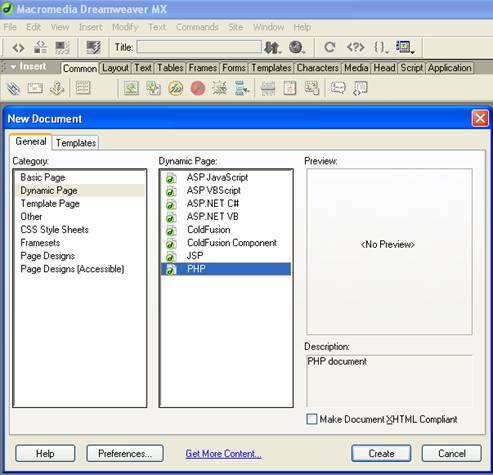 Macromedia Dreamweaver MX
File Edit View Insert Modify Text Commands Site Window Help
Title:
Insert Common Layout Text Tables Frames Forms Templates Characters Media Head Script Application
New Document
General Templates
Category:
Basic Page
Dynamic Page
Template Page
Other
CSS Style Sheets
Framesets
Page Designs
Page Designs (Accessible)
Dynamic Page:
ASP JavaScript
ASP VBScript
ASP.NET C#
ASP.NET VB
ColdFusion
ColdFusion Component
JSP
PHP
Preview:
<No Preview>
Description:
PHP document
Make Document XHTML Compliant
Help Preferences... Get More Content... Create Cancel